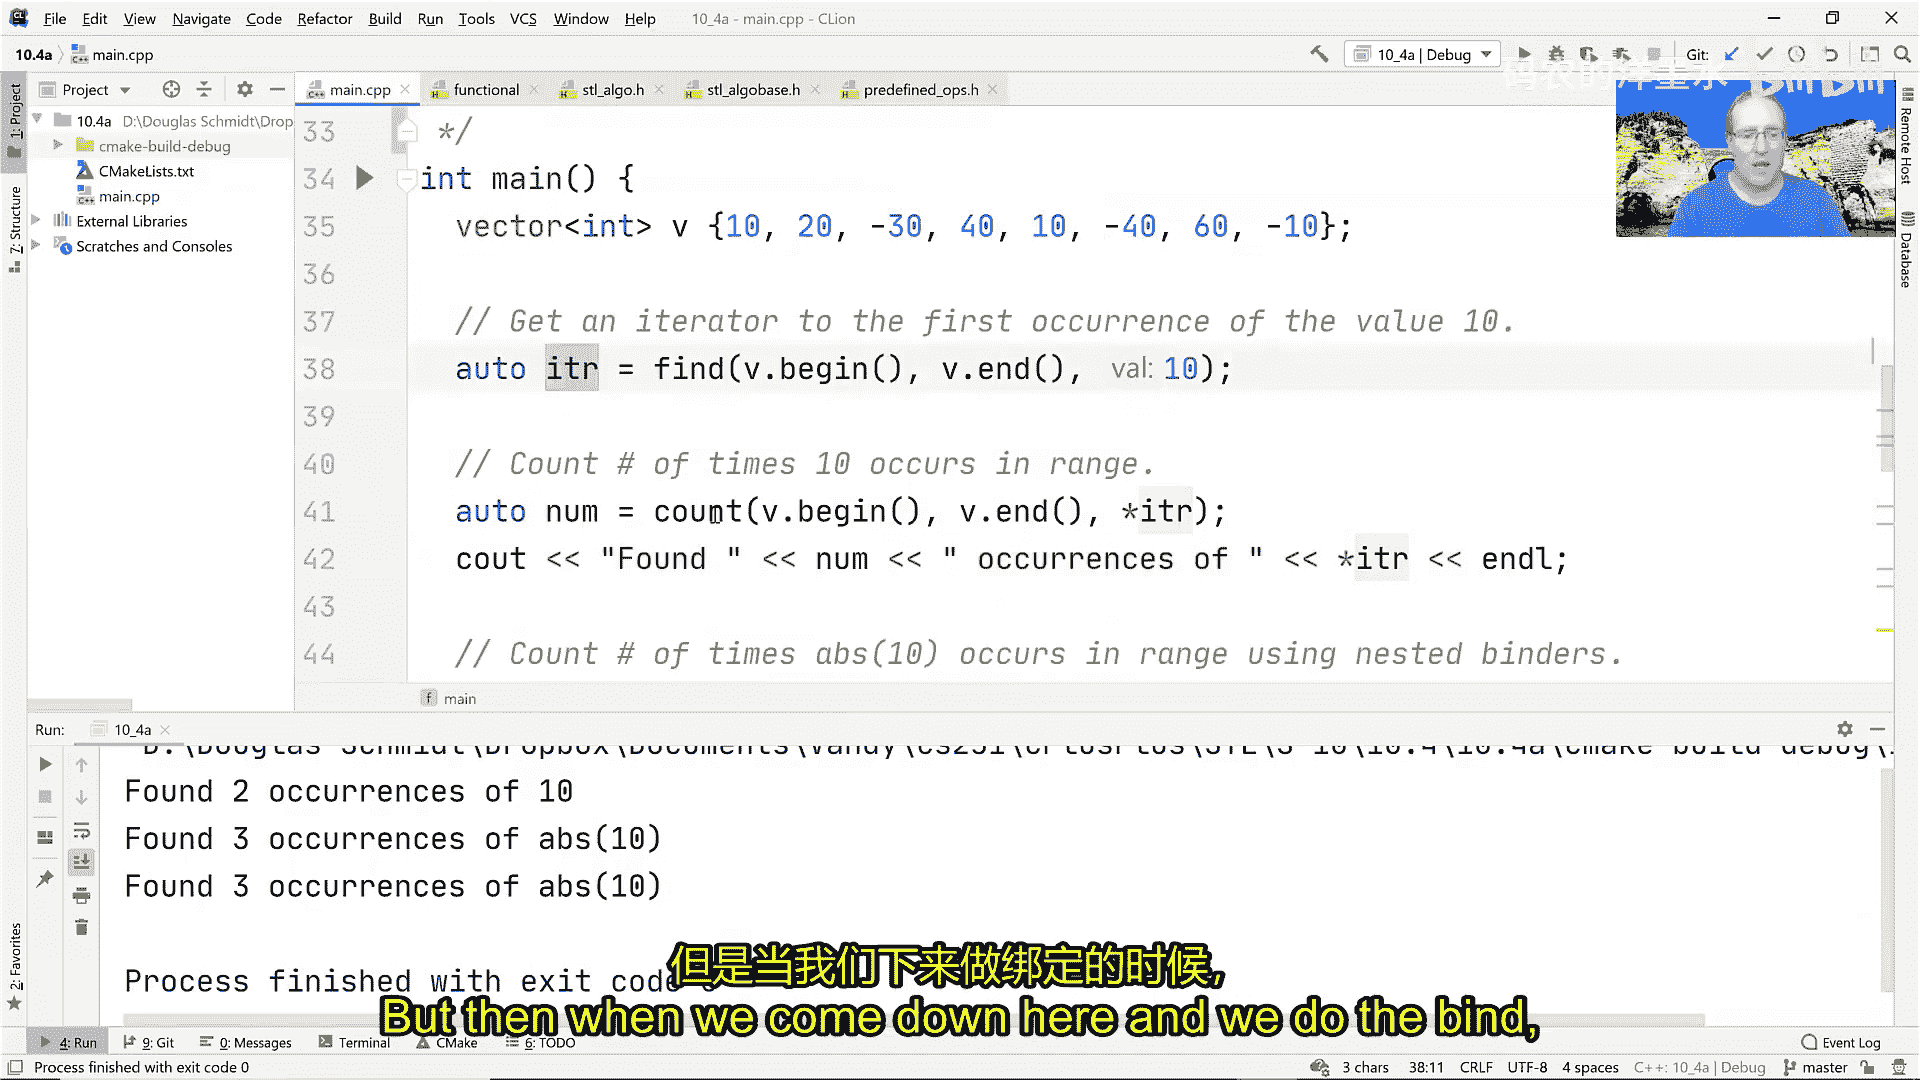 File Edit View Navigate Code Refactor Build Run Tools VCS Window Help 10_4a - main.cpp - CLion
10.4a main.cpp 10_4a | Debug Git:
1: Project
7: Structure
2: Favorites
Remote Host
Database
Project
10.4a D:\Douglas Schmidt\Drop
cmake-build-debug
CMakeLists.txt
main.cpp
External Libraries
Scratches and Consoles
main.cpp functional stl_algo.h stl_algobase.h predefined_ops.h
33 */
34 int main() {
35 vector<int> v {10, 20, -30, 40, 10, -40, 60, -10};
36
37 // Get an iterator to the first occurrence of the value 10.
38 auto itr = find(v.begin(), v.end(), val: 10);
39
40 // Count # of times 10 occurs in range.
41 auto num = count(v.begin(), v.end(), *itr);
42 cout << "Found " << num << " occurrences of " << *itr << endl;
43
44 // Count # of times abs(10) occurs in range using nested binders.
f main
Run: 10_4a
Found 2 occurrences of 10
Found 3 occurrences of abs(10)
Found 3 occurrences of abs(10)
Process finished with exit code
但是当我们下来做绑定的时候,
But then when we come down here and we do the bind,
4: Run 9: Git 0: Messages Terminal CMake 6: TODO Event Log
Process finished with exit code 0 3 chars 38:11 CRLF UTF-8 4 spaces C++: 10_4a | Debug master